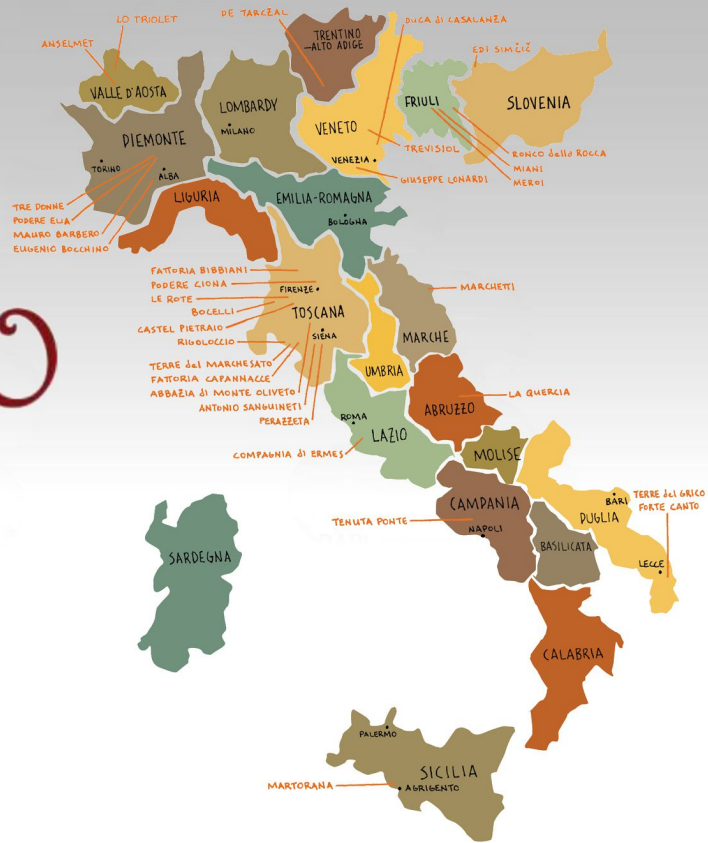 LO TRIOLET
ANSELMET
VALLE D'AOSTA
DE TARCZAL
TRENTINO
-ALTO ADIGE
DUCA di CASALANZA
EDI SIMČIČ
LOMBARDY
MILANO
VENETO
VENEZIA
TREVISIOL
GIUSEPPE LONARDI
FRIULI
SLOVENIA
RONCO dello ROCCA
MIANI
MEROI
PIEMONTE
TORINO
ALBA
TRE DONNE
PODERE ELIA
MAURO BARBERO
EUGENIO BOCCHINO
LIGURIA
EMILIA-ROMAGNA
BOLOGNA
FATTORIA BIBBIANI
PODERE CIONA
LE ROTE
BOCELLI
CASTEL PIETRAIO
RIGOLOCCIO
TERRE del MARCHESATO
FATTORIA CAPANNACCE
ABBAZIA di MONTE OLIVETO
ANTONIO SANGUINETI
PERAZZETA
FIRENZE
TOSCANA
SIENA
MARCHETTI
MARCHE
UMBRIA
LA QUERCIA
ABRUZZO
ROMA
LAZIO
COMPAGNIA di ERMES
MOLISE
CAMPANIA
NAPOLI
TENUTA PONTE
BARI
PUGLIA
TERRE del GRICO
FORTE CANTO
LECCE
BASILICATA
SARDEGNA
CALABRIA
PALERMO
SICILIA
AGRIGENTO
MARTORANA